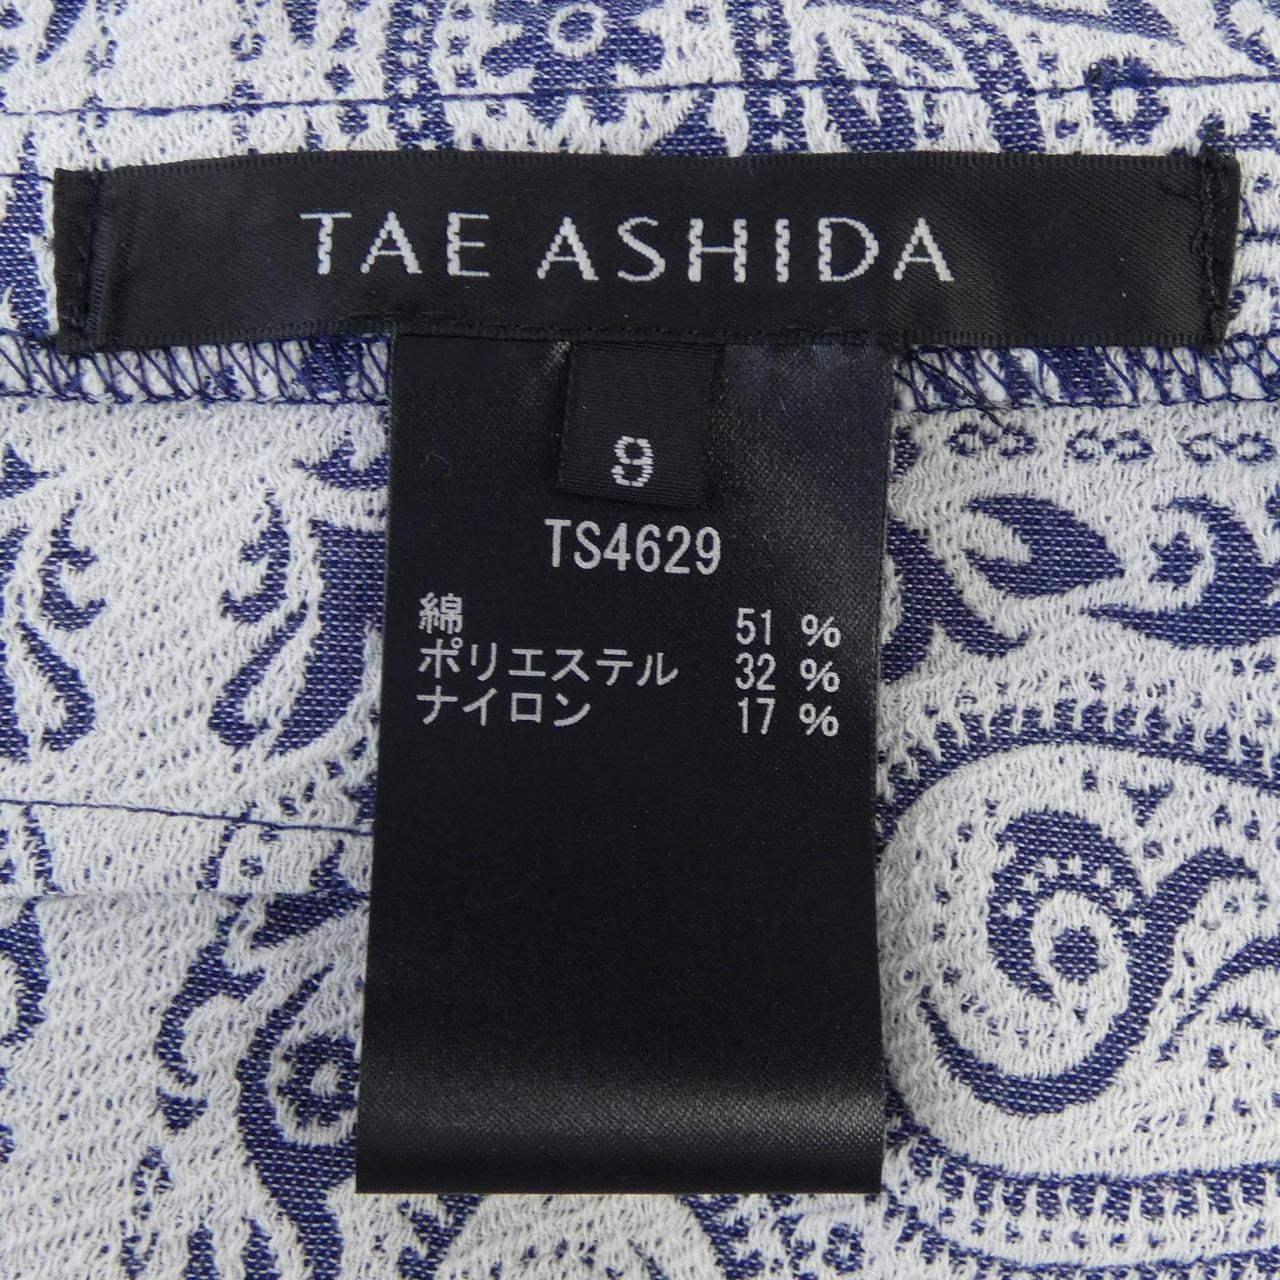 TAE ASHIDA
9
TS4629
綿 51 %
ポリエステル 32 %
ナイロン 17 %